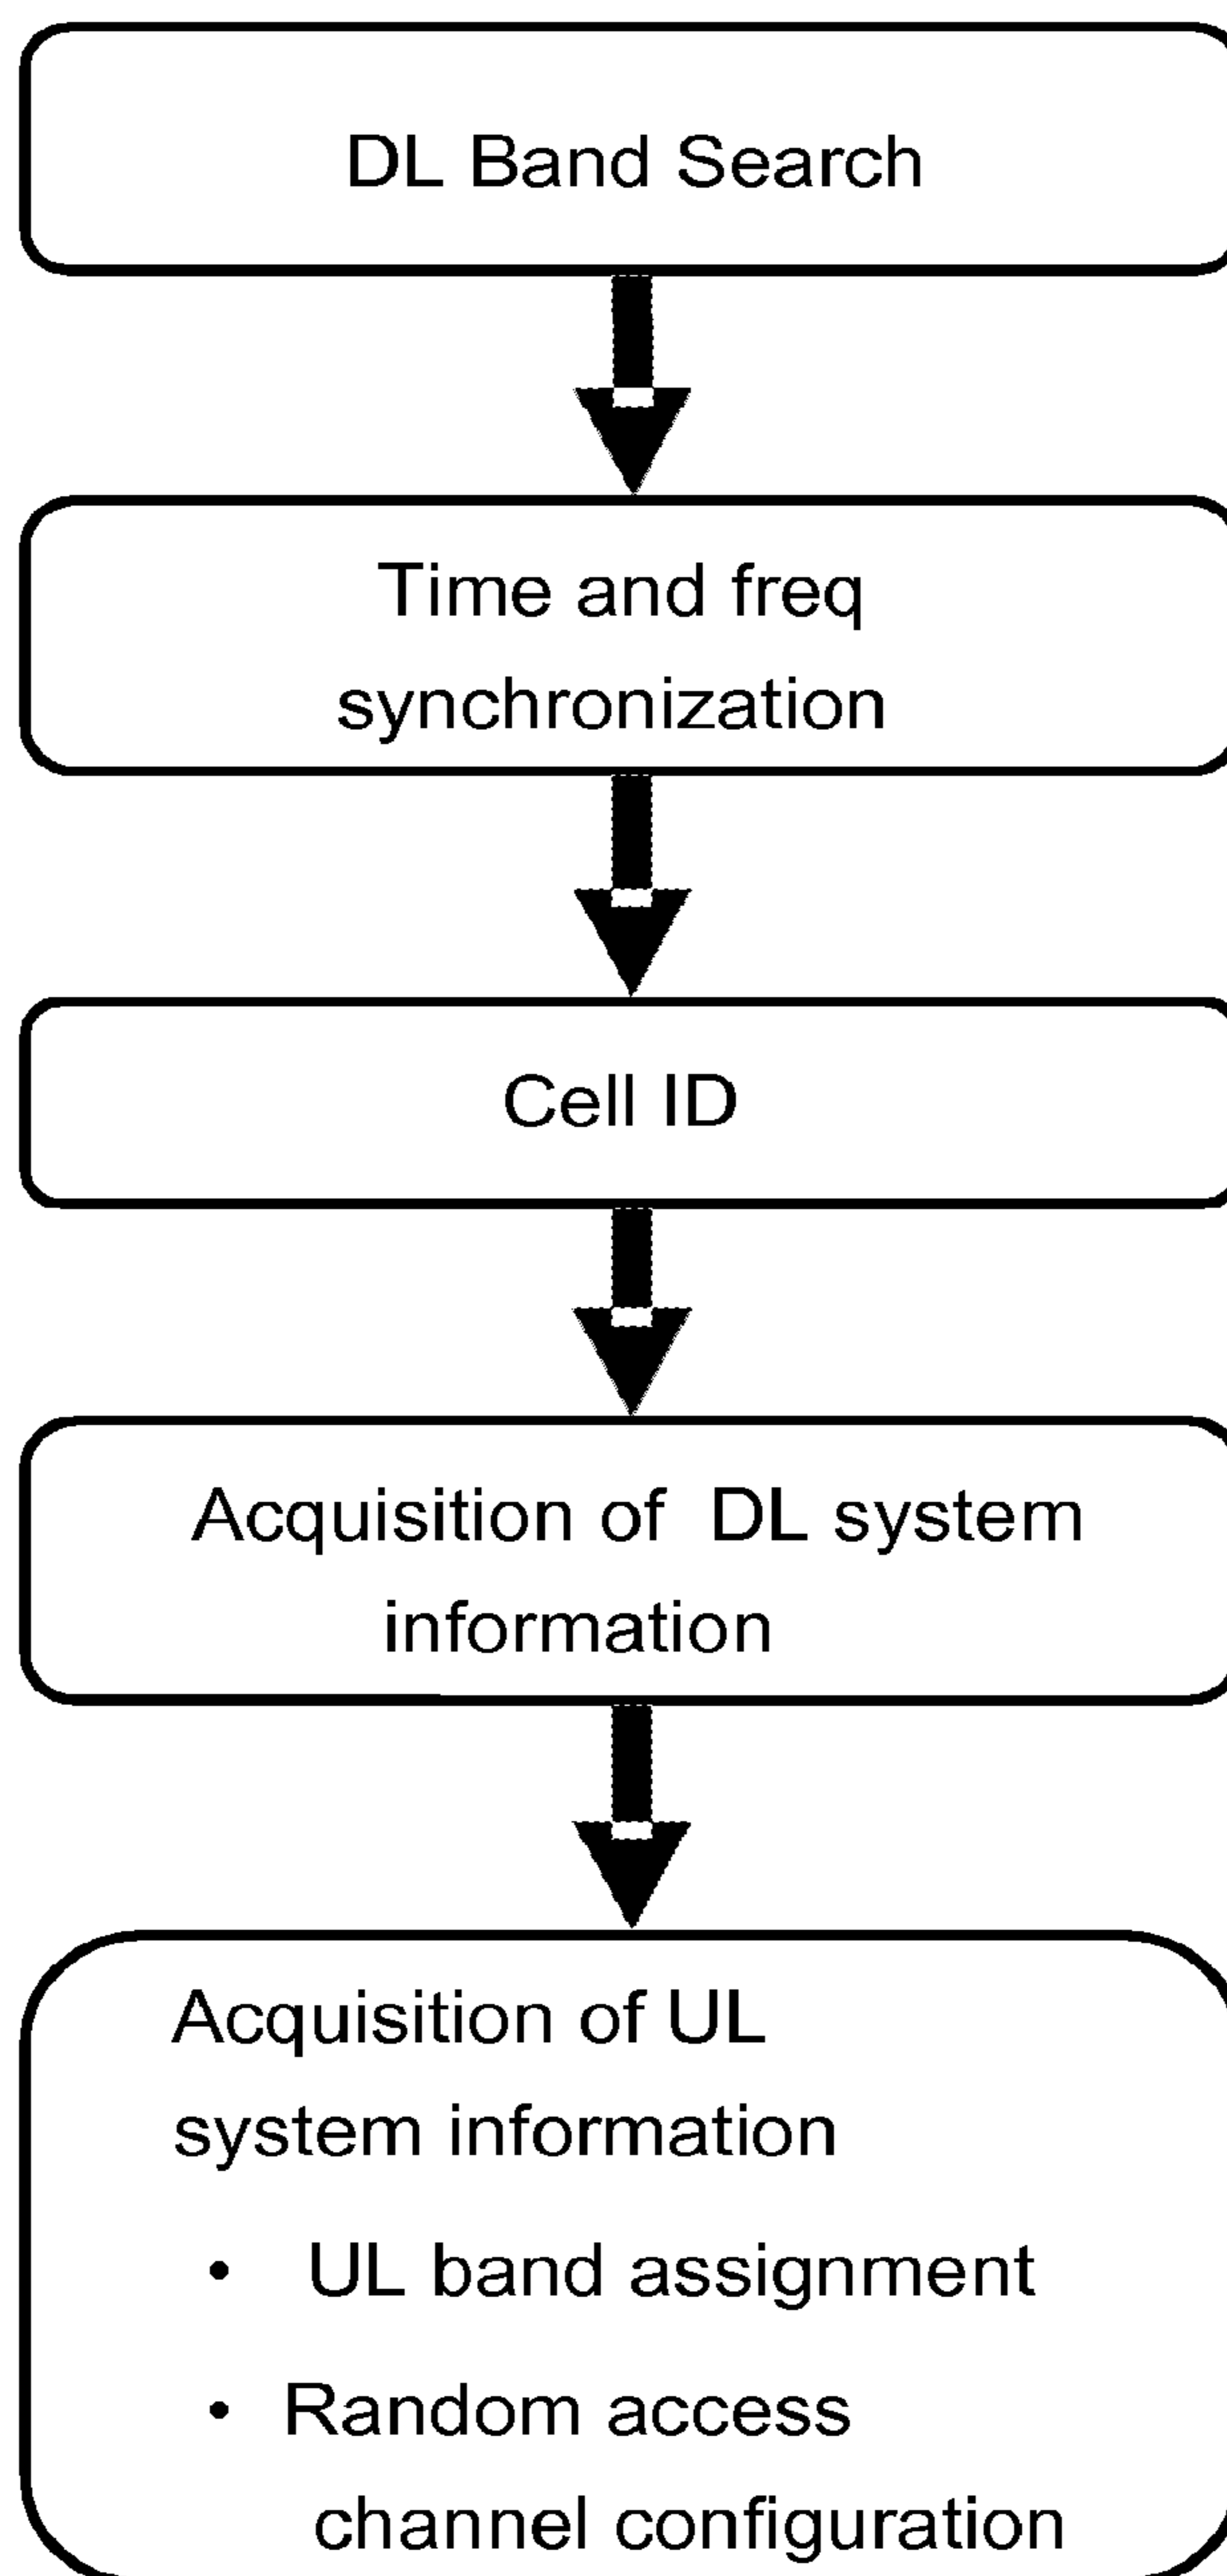 DL Band Search
Time and freq
synchronization
Cell ID
Acquisition of DL system
information
Acquisition of UL
system information
• UL band assignment
• Random access
channel configuration